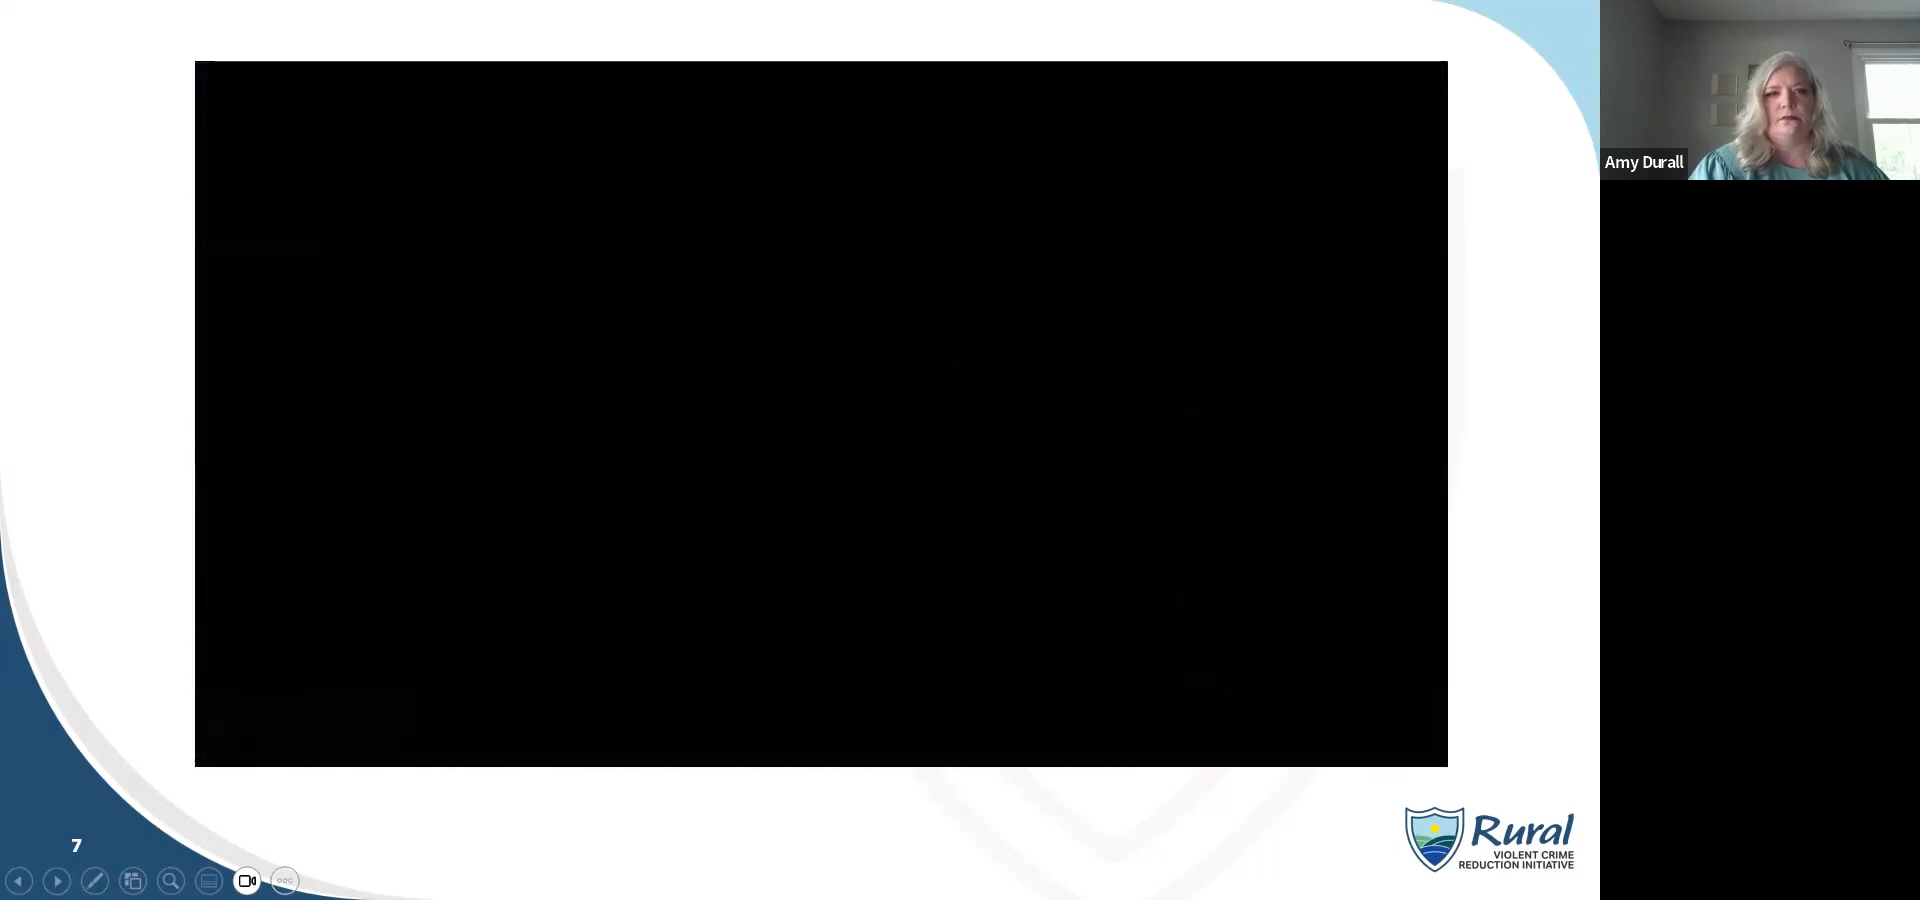 Amy Durall
7
Rural
VIOLENT CRIME
REDUCTION INITIATIVE